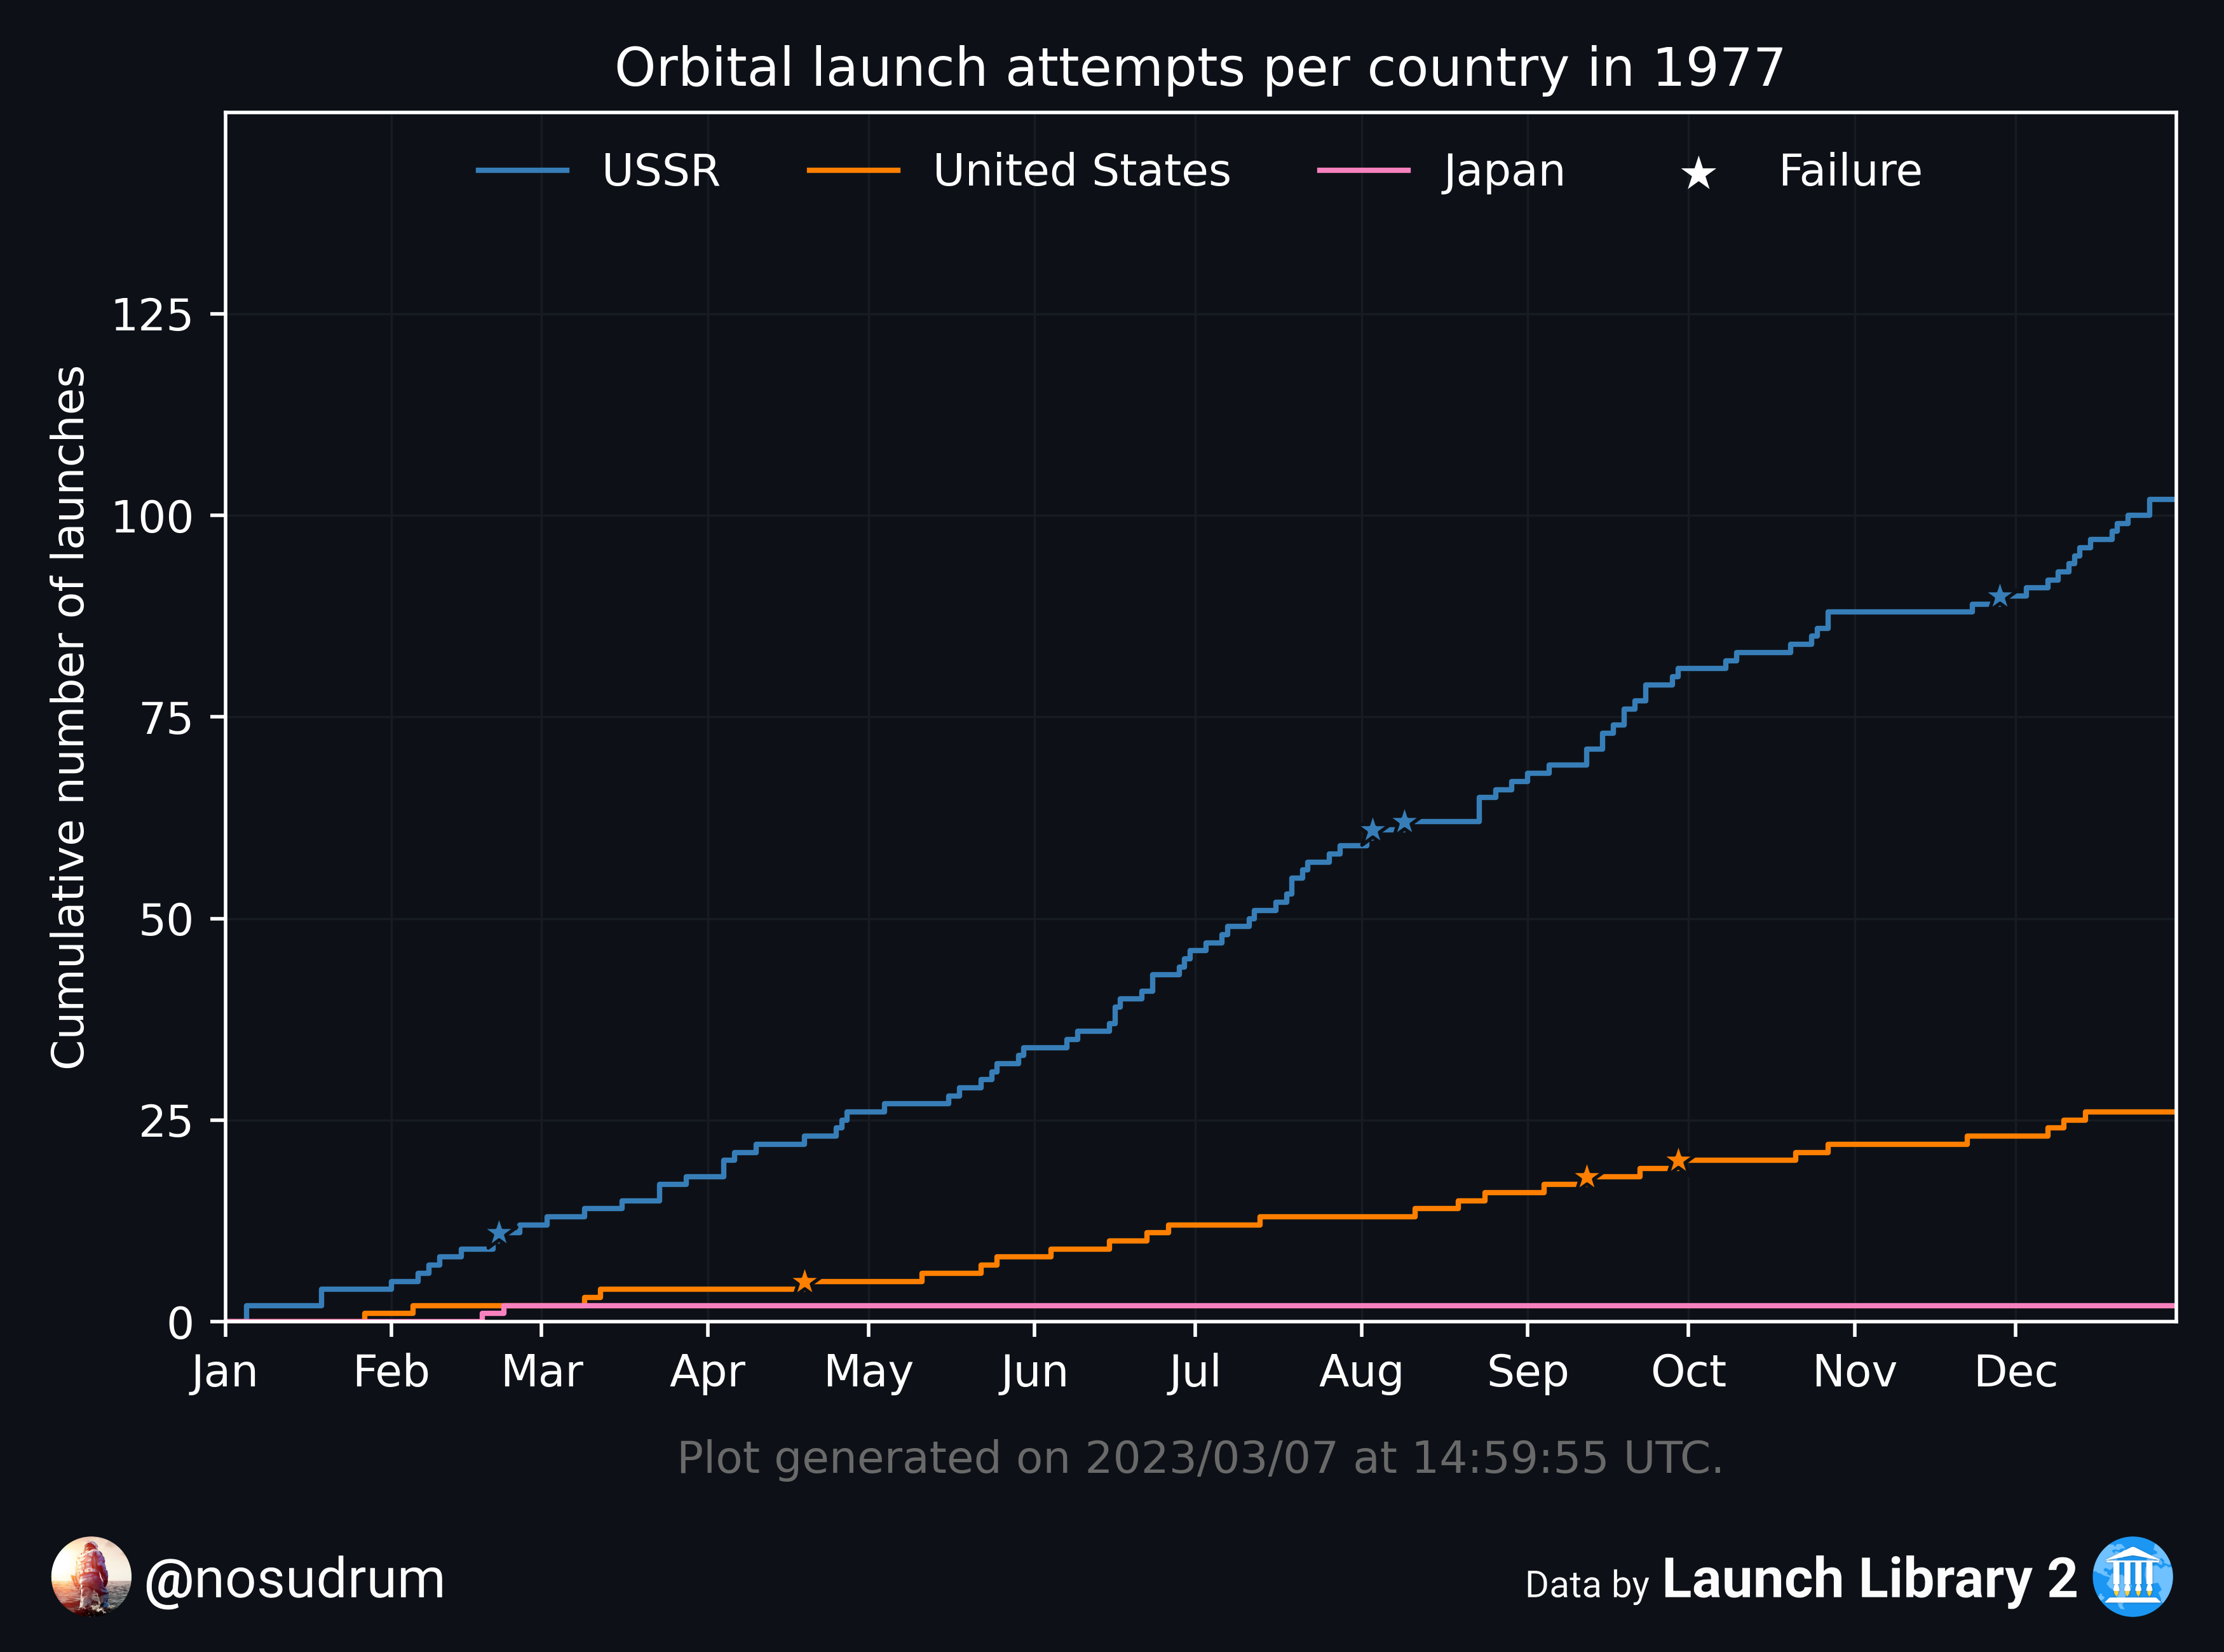 Orbital launch attempts per country in 1977
USSR United States Japan Failure
Cumulative number of launches
125
100
75
50
25
0
Jan Feb Mar Apr May Jun Jul Aug Sep Oct Nov Dec
Plot generated on 2023/03/07 at 14:59:55 UTC.
@nosudrum
Data by Launch Library 2